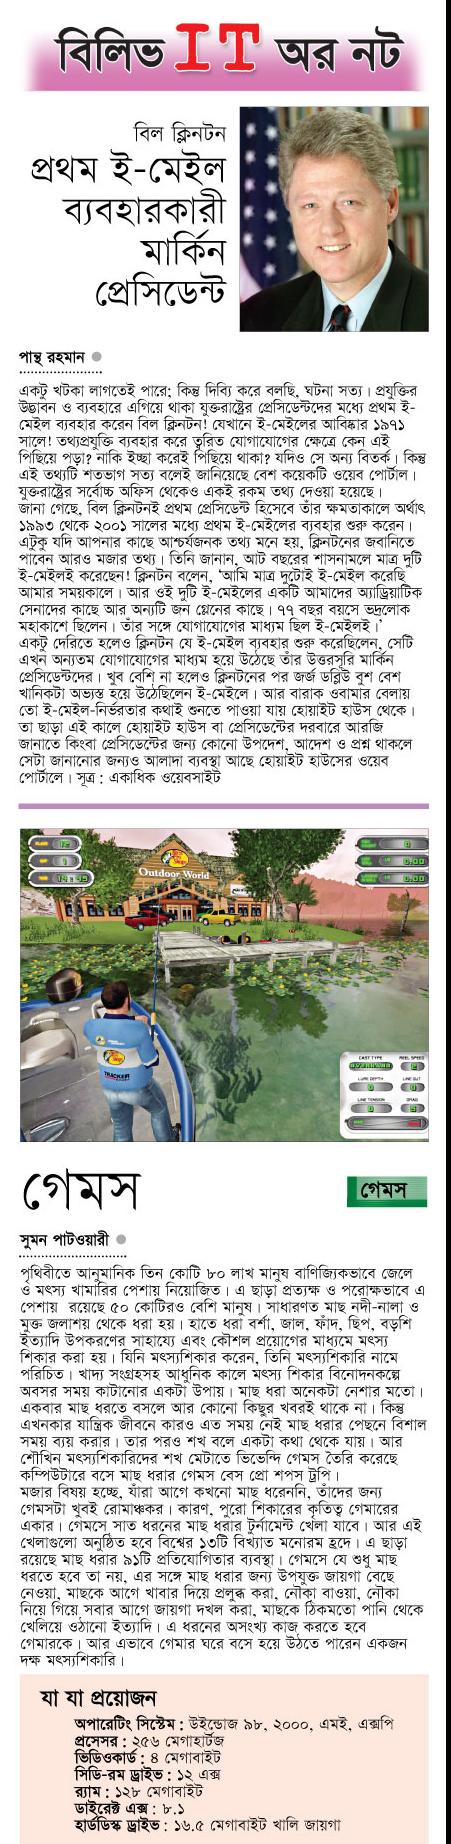 বিলিভ IT অর নট
বিল ক্লিনটন
প্রথম ই-মেইল
ব্যবহারকারী
মার্কিন
প্রেসিডেন্ট
পান্থ রহমান
একটু খটকা লাগতেই পারে; কিন্তু দিব্যি করে বলছি, ঘটনা সত্য। প্রযুক্তির
উদ্ভাবন ও ব্যবহারে এগিয়ে থাকা যুক্তরাষ্ট্রের প্রেসিডেন্টদের মধ্যে প্রথম ই-
মেইল ব্যবহার করেন বিল ক্লিনটন! যেখানে ই-মেইলের আবিষ্কার ১৯৭১
সালে! তথ্যপ্রযুক্তি ব্যবহার করে ত্বরিত যোগাযোগের ক্ষেত্রে কেন এই
পিছিয়ে পড়া? নাকি ইচ্ছা করেই পিছিয়ে থাকা? যদিও সে অন্য বিতর্ক। কিন্তু
এই তথ্যটি শতভাগ সত্য বলেই জানিয়েছে বেশ কয়েকটি ওয়েব পোর্টাল।
যুক্তরাষ্ট্রের সর্বোচ্চ অফিস থেকেও একই রকম তথ্য দেওয়া হয়েছে।
জানা গেছে, বিল ক্লিনটনই প্রথম প্রেসিডেন্ট হিসেবে তাঁর ক্ষমতাকালে অর্থাৎ
১৯৯৩ থেকে ২০০১ সালের মধ্যে প্রথম ই-মেইলের ব্যবহার শুরু করেন।
এটুকু যদি আপনার কাছে আশ্চর্যজনক তথ্য মনে হয়, ক্লিনটনের জবানিতে
পাবেন আরও মজার তথ্য। তিনি জানান, আট বছরের শাসনামলে মাত্র দুটি
ই-মেইলই করেছেন! ক্লিনটন বলেন, ‘আমি মাত্র দুটোই ই-মেইল করেছি
আমার সময়কালে। আর ওই দুটি ই-মেইলের একটি আমাদের অ্যাড্রিয়াটিক
সেনাদের কাছে আর অন্যটি জন গ্লেনের কাছে। ৭৭ বছর বয়সে ভদ্রলোক
মহাকাশে ছিলেন। তাঁর সঙ্গে যোগাযোগের মাধ্যম ছিল ই-মেইলই।’
একটু দেরিতে হলেও ক্লিনটন যে ই-মেইল ব্যবহার শুরু করেছিলেন, সেটি
এখন অন্যতম যোগাযোগের মাধ্যম হয়ে উঠেছে তাঁর উত্তরসূরি মার্কিন
প্রেসিডেন্টদের। খুব বেশি না হলেও ক্লিনটনের পর জর্জ ডব্লিউ বুশ বেশ
খানিকটা অভ্যস্ত হয়ে উঠেছিলেন ই-মেইলে। আর বারাক ওবামার বেলায়
তো ই-মেইল-নির্ভরতার কথাই শুনতে পাওয়া যায় হোয়াইট হাউস থেকে।
তা ছাড়া এই কালে হোয়াইট হাউস বা প্রেসিডেন্টের দরবারে আরজি
জানাতে কিংবা প্রেসিডেন্টের জন্য কোনো উপদেশ, আদেশ ও প্রশ্ন থাকলে
সেটা জানানোর জন্যও আলাদা ব্যবস্থা আছে হোয়াইট হাউসের ওয়েব
পোর্টালে। সূত্র : একাধিক ওয়েবসাইট
Outdoor World
CAST TYPE REEL SPEED
LURE DEPTH LINE OUT
LINE TENSION DRAG
TRACKER
গেমস
গেমস
সুমন পাটওয়ারী
পৃথিবীতে আনুমানিক তিন কোটি ৮০ লাখ মানুষ বাণিজ্যিকভাবে জেলে
ও মৎস্য খামারির পেশায় নিয়োজিত। এ ছাড়া প্রত্যক্ষ ও পরোক্ষভাবে এ
পেশায় রয়েছে ৫০ কোটিরও বেশি মানুষ। সাধারণত মাছ নদী-নালা ও
মুক্ত জলাশয় থেকে ধরা হয়। হাতে ধরা বর্শা, জাল, ফাঁদ, ছিপ, বড়শি
ইত্যাদি উপকরণের সাহায্যে এবং কৌশল প্রয়োগের মাধ্যমে মৎস্য
শিকার করা হয়। যিনি মৎস্যশিকার করেন, তিনি মৎস্যশিকারি নামে
পরিচিত। খাদ্য সংগ্রহসহ আধুনিক কালে মৎস্য শিকার বিনোদনকল্পে
অবসর সময় কাটানোর একটা উপায়। মাছ ধরা অনেকটা নেশার মতো।
একবার মাছ ধরতে বসলে আর কোনো কিছুর খবরই থাকে না। কিন্তু
এখনকার যান্ত্রিক জীবনে কারও এত সময় নেই মাছ ধরার পেছনে বিশাল
সময় ব্যয় করার। তার পরও শখ বলে একটা কথা থেকে যায়। আর
শৌখিন মৎস্যশিকারিদের শখ মেটাতে ভিভেন্দি গেমস তৈরি করেছে
কম্পিউটারে বসে মাছ ধরার গেমস বেস প্রো শপস ট্রপি।
মজার বিষয় হচ্ছে, যাঁরা আগে কখনো মাছ ধরেননি, তাঁদের জন্য
গেমসটা খুবই রোমাঞ্চকর। কারণ, পুরো শিকারের কৃতিত্ব গেমারের
একার। গেমসে সাত ধরনের মাছ ধরার টুর্নামেন্ট খেলা যাবে। আর এই
খেলাগুলো অনুষ্ঠিত হবে বিশ্বের ১৩টি বিখ্যাত মনোরম হ্রদে। এ ছাড়া
রয়েছে মাছ ধরার ৯১টি প্রতিযোগিতার ব্যবস্থা। গেমসে যে শুধু মাছ
ধরতে হবে তা নয়, এর সঙ্গে মাছ ধরার জন্য উপযুক্ত জায়গা বেছে
নেওয়া, মাছকে আগে খাবার দিয়ে প্রলুব্ধ করা, নৌকা বাওয়া, নৌকা
নিয়ে গিয়ে সবার আগে জায়গা দখল করা, মাছকে ঠিকমতো পানি থেকে
খেলিয়ে ওঠানো ইত্যাদি। এ ধরনের অসংখ্য কাজ করতে হবে
গেমারকে। আর এভাবে গেমার ঘরে বসে হয়ে উঠতে পারেন একজন
দক্ষ মৎস্যশিকারি।
যা যা প্রয়োজন
অপারেটিং সিস্টেম : উইন্ডোজ ৯৮, ২০০০, এমই, এক্সপি
প্রসেসর : ২৫৬ মেগাহার্টজ
ভিডিওকার্ড : ৪ মেগাবাইট
সিডি-রম ড্রাইভ : ১২ এক্স
র‍্যাম : ১২৮ মেগাবাইট
ডাইরেক্ট এক্স : ৮.১
হার্ডডিস্ক ড্রাইভ : ১৬.৫ মেগাবাইট খালি জায়গা